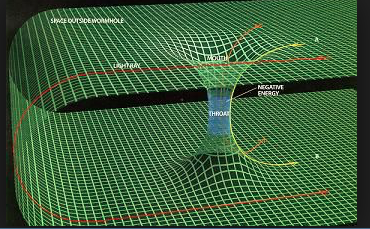 SPACE OUTSIDE WORMHOLE
A
MOUTH
LIGHT RAY
NEGATIVE
ENERGY
THROAT
B